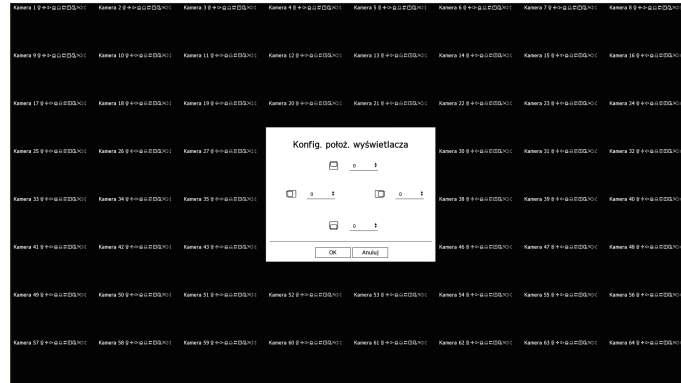 Kamera 1 Kamera 2 Kamera 3 Kamera 4 Kamera 5 Kamera 6 Kamera 7 Kamera 8
Kamera 9 Kamera 10 Kamera 11 Kamera 12 Kamera 13 Kamera 14 Kamera 15 Kamera 16
Kamera 17 Kamera 18 Kamera 19 Kamera 20 Kamera 21 Kamera 22 Kamera 23 Kamera 24
Konfig. położ. wyświetlacza
Kamera 25 Kamera 26 Kamera 27 Kamera 30 Kamera 31 Kamera 32
0
Kamera 33 Kamera 34 Kamera 35 0 0 Kamera 38 Kamera 39 Kamera 40
0
Kamera 41 Kamera 42 Kamera 43 Kamera 46 Kamera 47 Kamera 48
OK Anuluj
Kamera 49 Kamera 50 Kamera 51 Kamera 52 Kamera 53 Kamera 54 Kamera 55 Kamera 56
Kamera 57 Kamera 58 Kamera 59 Kamera 60 Kamera 61 Kamera 62 Kamera 63 Kamera 64